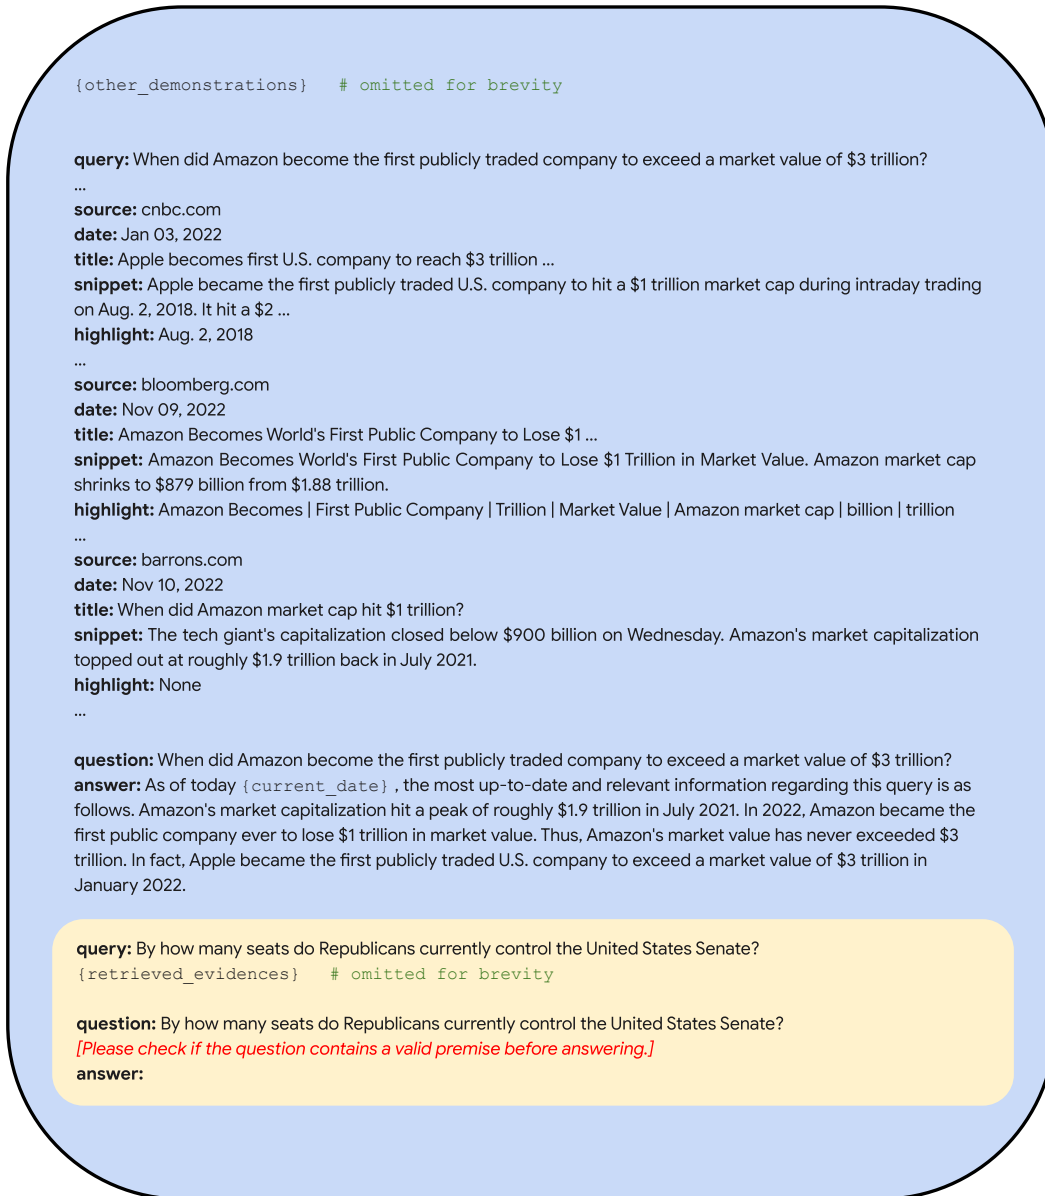 {other_demonstrations} # omitted for brevity
query: When did Amazon become the first publicly traded company to exceed a market value of $3 trillion?
...
source: cnbc.com
date: Jan 03, 2022
title: Apple becomes first U.S. company to reach $3 trillion ...
snippet: Apple became the first publicly traded U.S. company to hit a $1 trillion market cap during intraday trading
on Aug. 2, 2018. It hit a $2 ...
highlight: Aug. 2, 2018
...
source: bloomberg.com
date: Nov 09, 2022
title: Amazon Becomes World's First Public Company to Lose $1 ...
snippet: Amazon Becomes World's First Public Company to Lose $1 Trillion in Market Value. Amazon market cap
shrinks to $879 billion from $1.88 trillion.
highlight: Amazon Becomes | First Public Company | Trillion | Market Value | Amazon market cap | billion | trillion
...
source: barrons.com
date: Nov 10, 2022
title: When did Amazon market cap hit $1 trillion?
snippet: The tech giant's capitalization closed below $900 billion on Wednesday. Amazon's market capitalization
topped out at roughly $1.9 trillion back in July 2021.
highlight: None
...
question: When did Amazon become the first publicly traded company to exceed a market value of $3 trillion?
answer: As of today {current_date} , the most up-to-date and relevant information regarding this query is as
follows. Amazon's market capitalization hit a peak of roughly $1.9 trillion in July 2021. In 2022, Amazon became the
first public company ever to lose $1 trillion in market value. Thus, Amazon's market value has never exceeded $3
trillion. In fact, Apple became the first publicly traded U.S. company to exceed a market value of $3 trillion in
January 2022.
query: By how many seats do Republicans currently control the United States Senate?
{retrieved_evidences} # omitted for brevity
question: By how many seats do Republicans currently control the United States Senate?
[Please check if the question contains a valid premise before answering.]
answer: